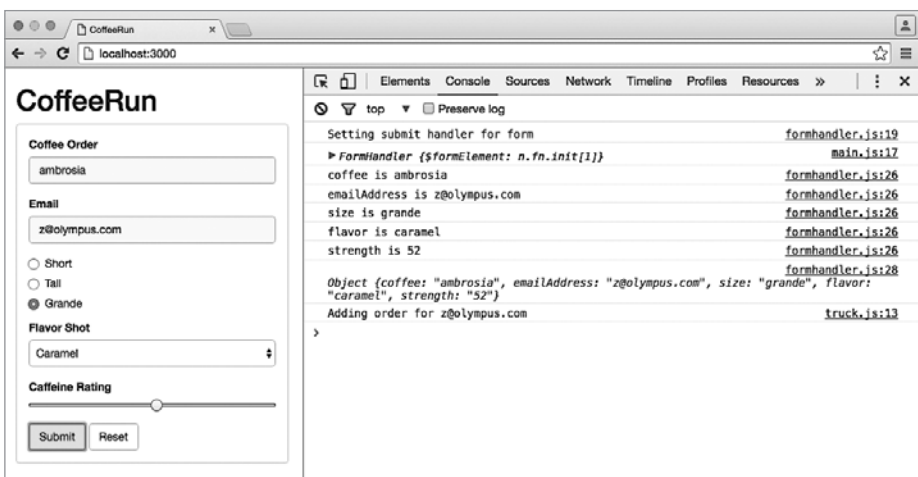 CoffeeRun
localhost:3000
CoffeeRun
Coffee Order
ambrosia
Email
z@olympus.com
Short
Tall
Grande
Flavor Shot
Caramel
Caffeine Rating
Submit Reset
Elements Console Sources Network Timeline Profiles Resources »
top ▼ Preserve log
Setting submit handler for form formhandler.js:19
▶ FormHandler {$formElement: n.fn.init[1]} main.js:17
coffee is ambrosia formhandler.js:26
emailAddress is z@olympus.com formhandler.js:26
size is grande formhandler.js:26
flavor is caramel formhandler.js:26
strength is 52 formhandler.js:26
formhandler.js:28
Object {coffee: "ambrosia", emailAddress: "z@olympus.com", size: "grande", flavor:
"caramel", strength: "52"}
Adding order for z@olympus.com truck.js:13
>